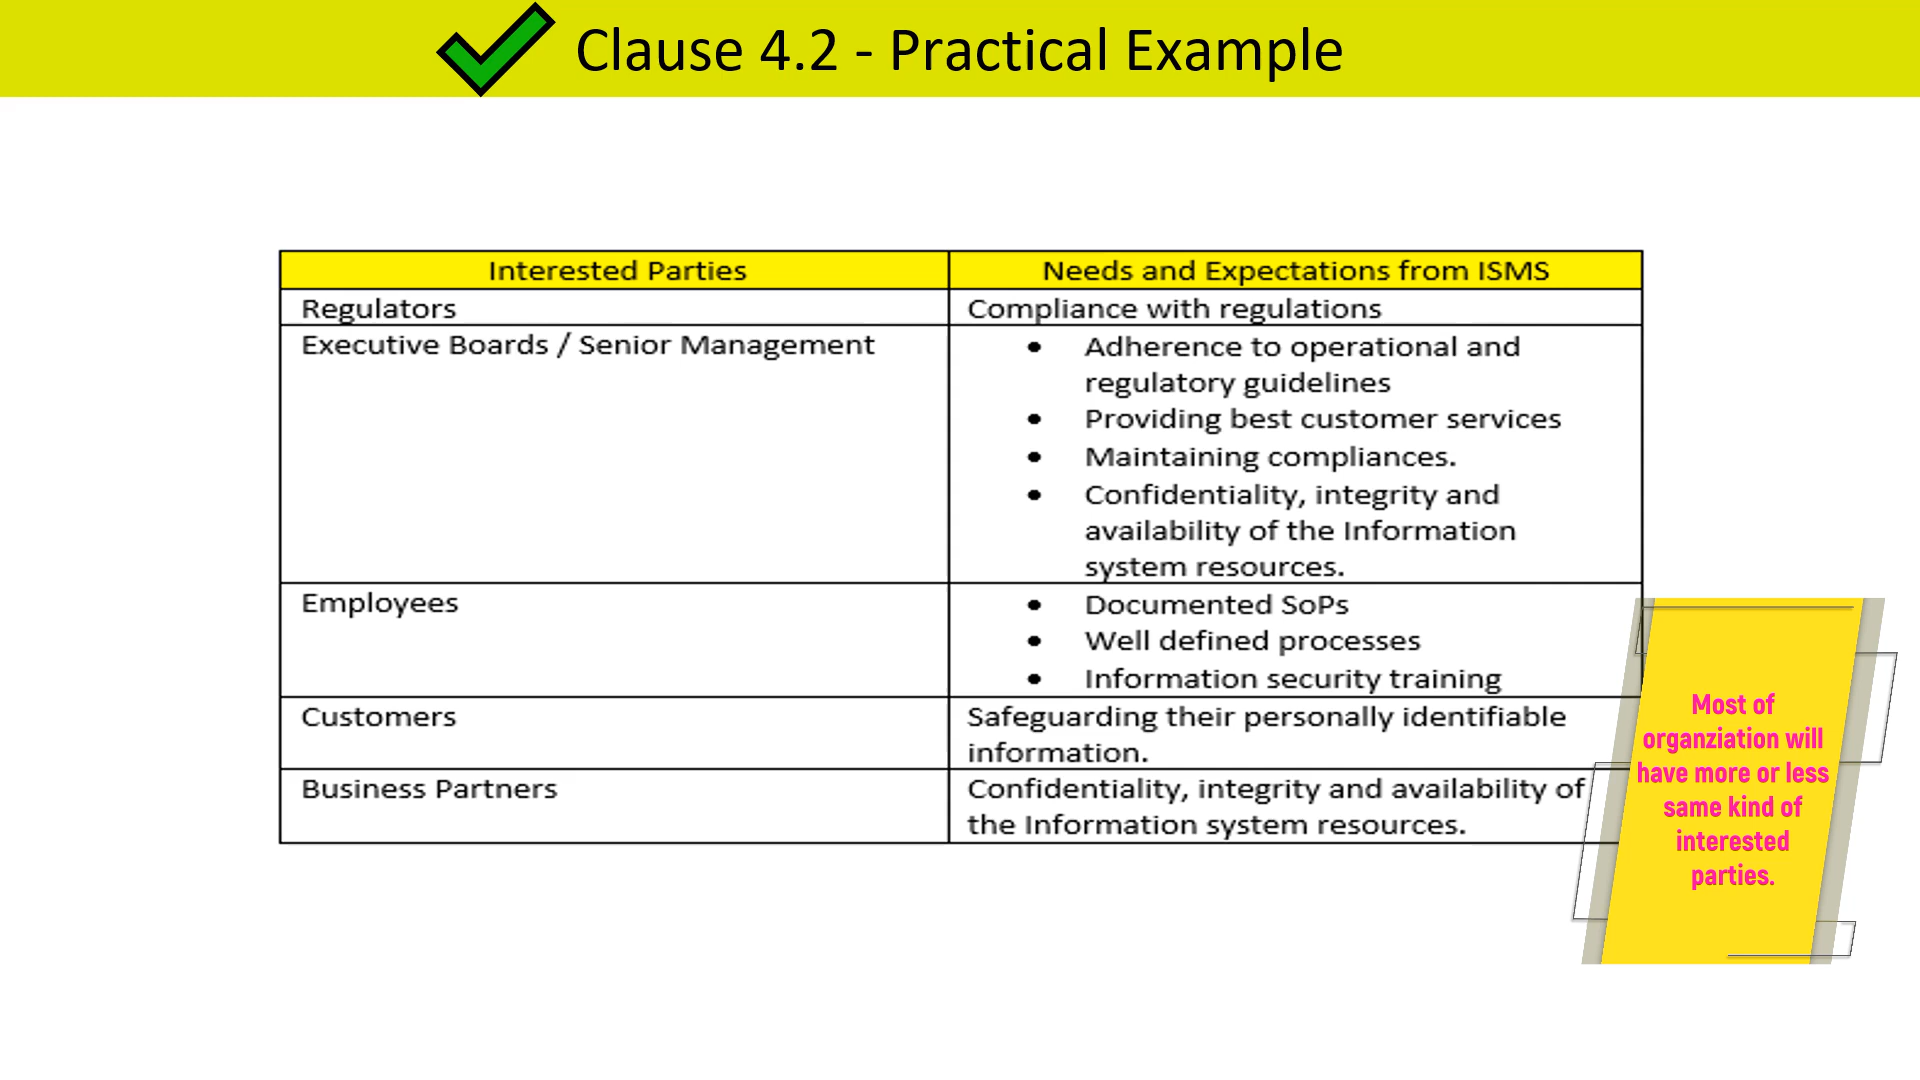 Clause 4.2 - Practical Example
Interested Parties
Needs and Expectations from ISMS
Regulators
Compliance with regulations
Executive Boards / Senior Management
• Adherence to operational and
regulatory guidelines
• Providing best customer services
• Maintaining compliances.
• Confidentiality, integrity and
availability of the Information
system resources.
Employees
• Documented SoPs
• Well defined processes
• Information security training
Customers
Safeguarding their personally identifiable
information.
Business Partners
Confidentiality, integrity and availability of
the Information system resources.
Most of
organziation will
have more or less
same kind of
interested
parties.